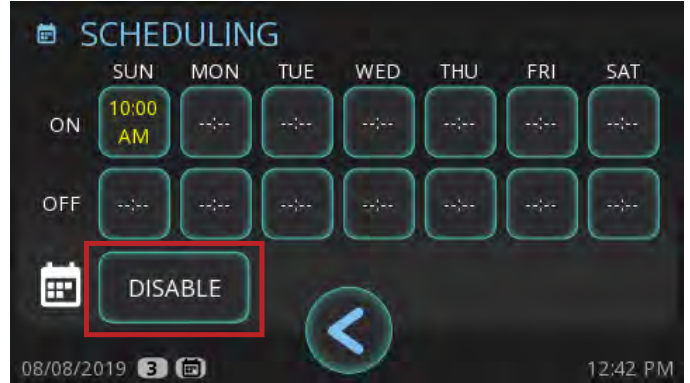 SCHEDULING
SUN MON TUE WED THU FRI SAT
ON 10:00 AM --:-- --:-- --:-- --:-- --:-- --:--
OFF --:-- --:-- --:-- --:-- --:-- --:-- --:--
DISABLE
08/08/2019 3 12:42 PM